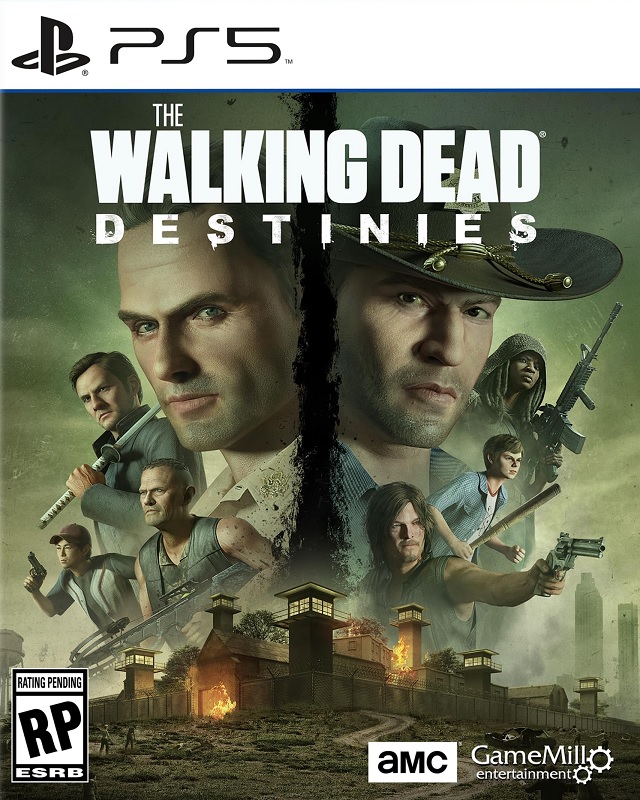 PS5
THE
WALKING DEAD
DESTINIES
RATING PENDING
RP
ESRB
amc
GameMill
entertainment